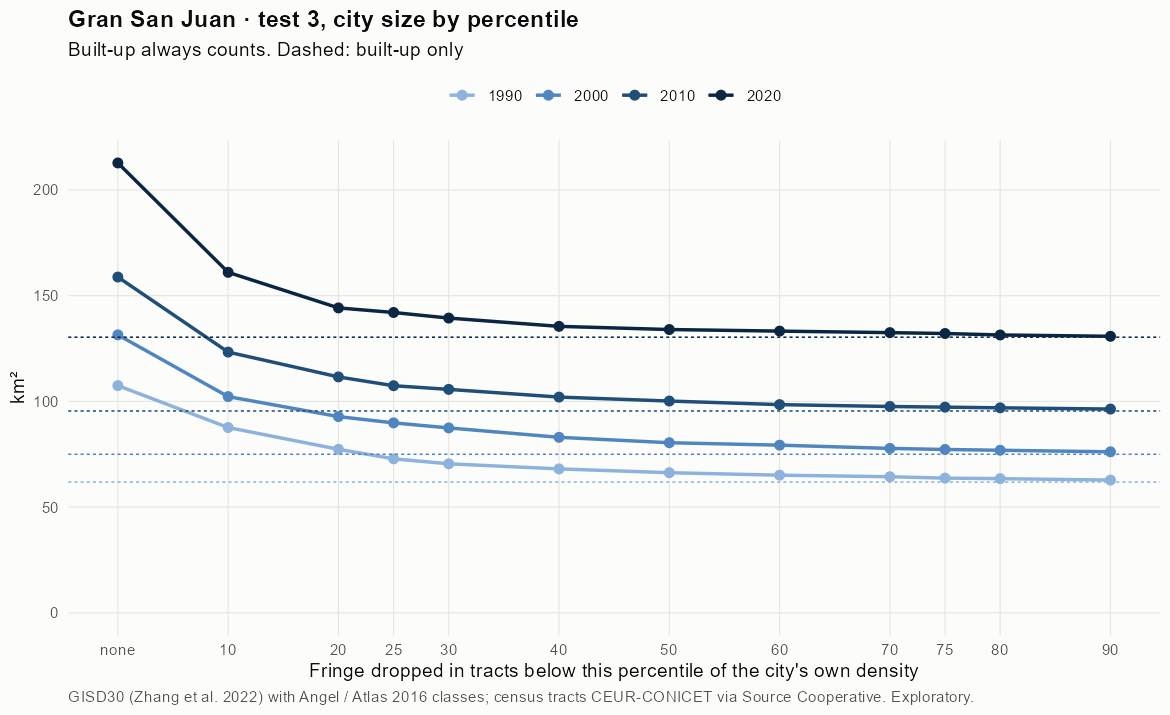 Gran San Juan · test 3, city size by percentile
Built-up always counts. Dashed: built-up only
1990 2000 2010 2020
200
150
100
50
0
km²
none 10 20 25 30 40 50 60 70 75 80 90
Fringe dropped in tracts below this percentile of the city's own density
GISD30 (Zhang et al. 2022) with Angel / Atlas 2016 classes; census tracts CEUR-CONICET via Source Cooperative. Exploratory.